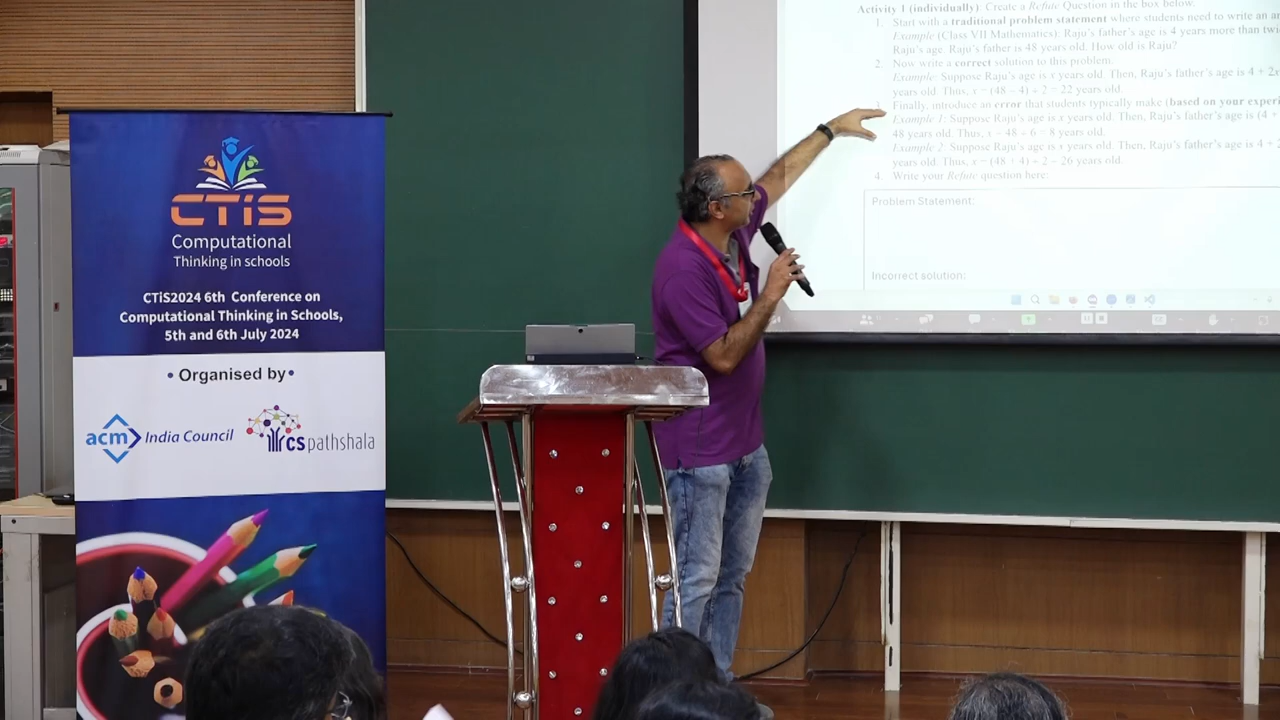 CTiS
Computational
Thinking in schools
CTiS2024 6th Conference on
Computational Thinking in Schools,
5th and 6th July 2024
• Organised by •
acm India Council
CSpathshala
Activity 1 (individually). Create a Refute Question in the box below.
1. Start with a traditional problem statement where students need to write an
Example (Class VII Mathematics): Raju's father's age is 4 years more than
Raju's age. Raju's father is 48 years old. How old is Raju?
2. Now write a correct solution to this problem.
Example: Suppose Raju's age is x years old. Then, Raju's father's age is 4 + 2x
years old. Thus, x = (48 − 4) ÷ 2 = 22 years old.
Finally, introduce an error that students typically make (based on your
Example 1: Suppose Raju's age is x years old. Then, Raju's father's age is (4 +
48 years old. Thus, x = 48 ÷ 6 = 8 years old.
Example 2: Suppose Raju's age is x years old. Then, Raju's father's age is 4 +
years old. Thus, x = (48 + 4) ÷ 2 = 26 years old.
4. Write your Refute question here:
Problem Statement:
Incorrect solution: